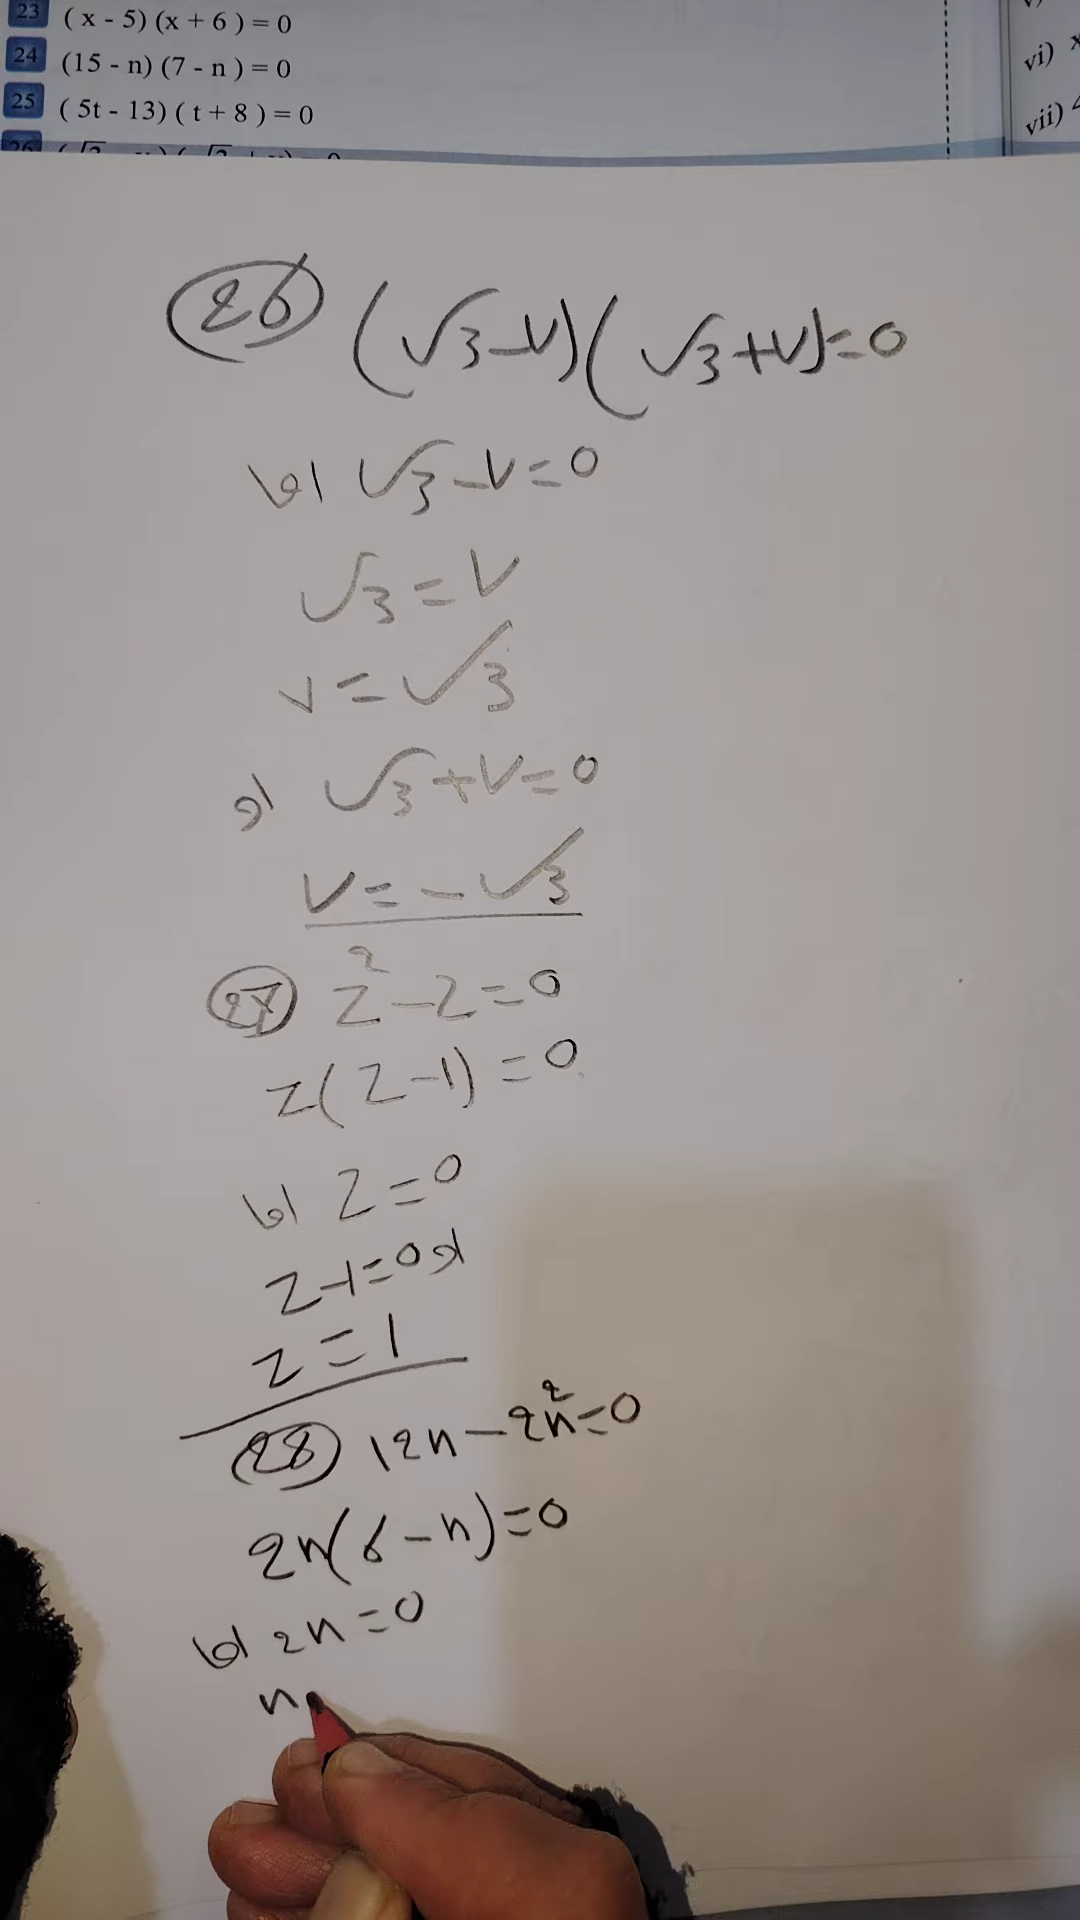 23 ( x - 5) (x + 6 ) = 0
24 (15 - n) (7 - n ) = 0
25 ( 5t - 13) ( t + 8 ) = 0
26
vi) x
vii) 4
26 (√3-v)(√3+v)=0
إما √3-v=0
√3=v
v=√3
أو √3+v=0
v=-√3
27 z²-z=0
z(z-1)=0
إما z=0
z-1=0 أو
z=1
28 12n-2n²=0
2n(6-n)=0
إما 2n=0
n